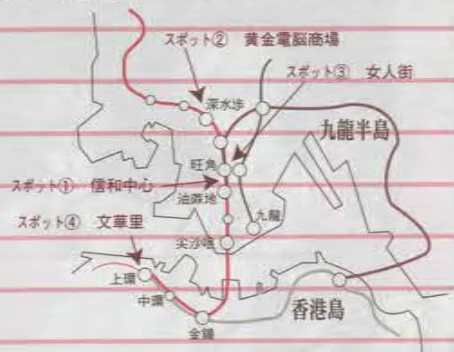 スポット② 黄金電脳商場
スポット③ 女人街
深水埗
九龍半島
旺角
スポット① 信和中心
油麻地
九龍
スポット④ 文華里
尖沙咀
上環
中環
香港島
金鐘